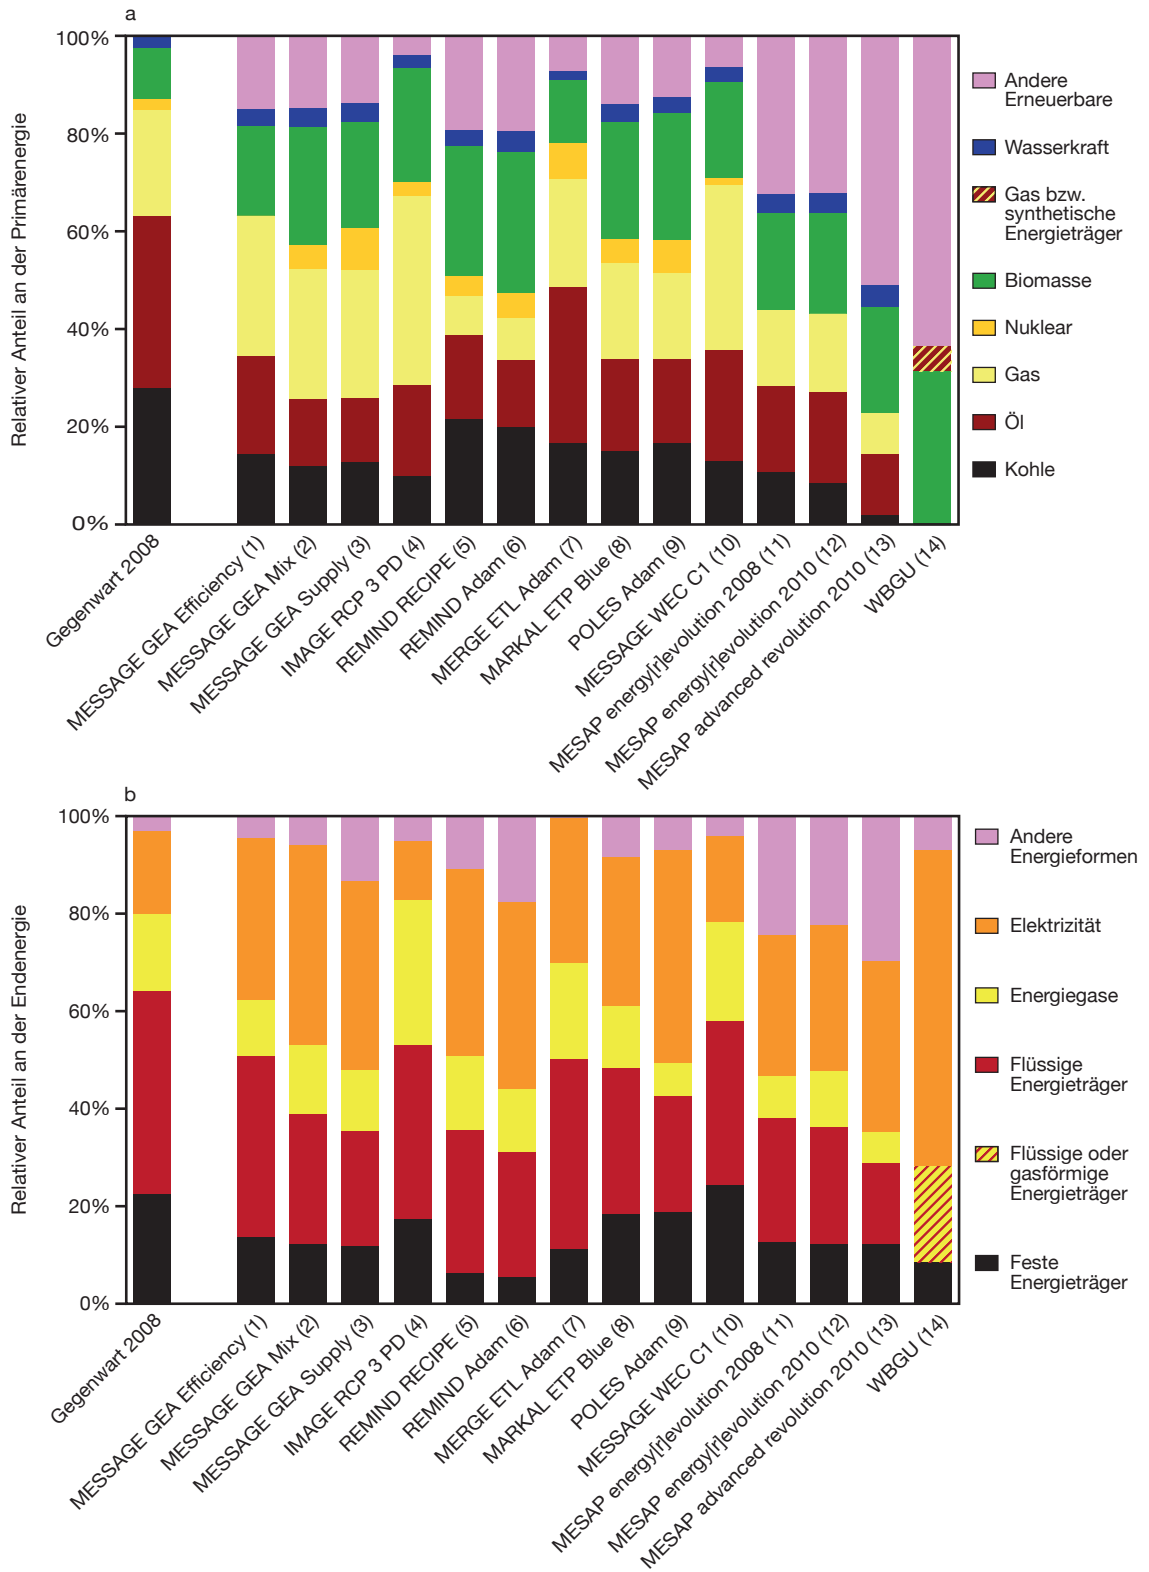 a
Relativer Anteil an der Primärenergie
100%
80%
60%
40%
20%
0%
Gegenwart 2008
MESSAGE GEA Efficiency (1)
MESSAGE GEA Mix (2)
MESSAGE GEA Supply (3)
IMAGE RCP 3 PD (4)
REMIND RECIPE (5)
REMIND Adam (6)
MERGE ETL Adam (7)
MARKAL ETP Blue (8)
POLES Adam (9)
MESSAGE WEC C1 (10)
MESAP energy[r]evolution 2008 (11)
MESAP energy[r]evolution 2010 (12)
MESAP advanced revolution 2010 (13)
WBGU (14)
Andere
Erneuerbare
Wasserkraft
Gas bzw.
synthetische
Energieträger
Biomasse
Nuklear
Gas
Öl
Kohle
b
Relativer Anteil an der Endenergie
100%
80%
60%
40%
20%
0%
Gegenwart 2008
MESSAGE GEA Efficiency (1)
MESSAGE GEA Mix (2)
MESSAGE GEA Supply (3)
IMAGE RCP 3 PD (4)
REMIND RECIPE (5)
REMIND Adam (6)
MERGE ETL Adam (7)
MARKAL ETP Blue (8)
POLES Adam (9)
MESSAGE WEC C1 (10)
MESAP energy[r]evolution 2008 (11)
MESAP energy[r]evolution 2010 (12)
MESAP advanced revolution 2010 (13)
WBGU (14)
Andere
Energieformen
Elektrizität
Energiegase
Flüssige
Energieträger
Flüssige oder
gasförmige
Energieträger
Feste
Energieträger